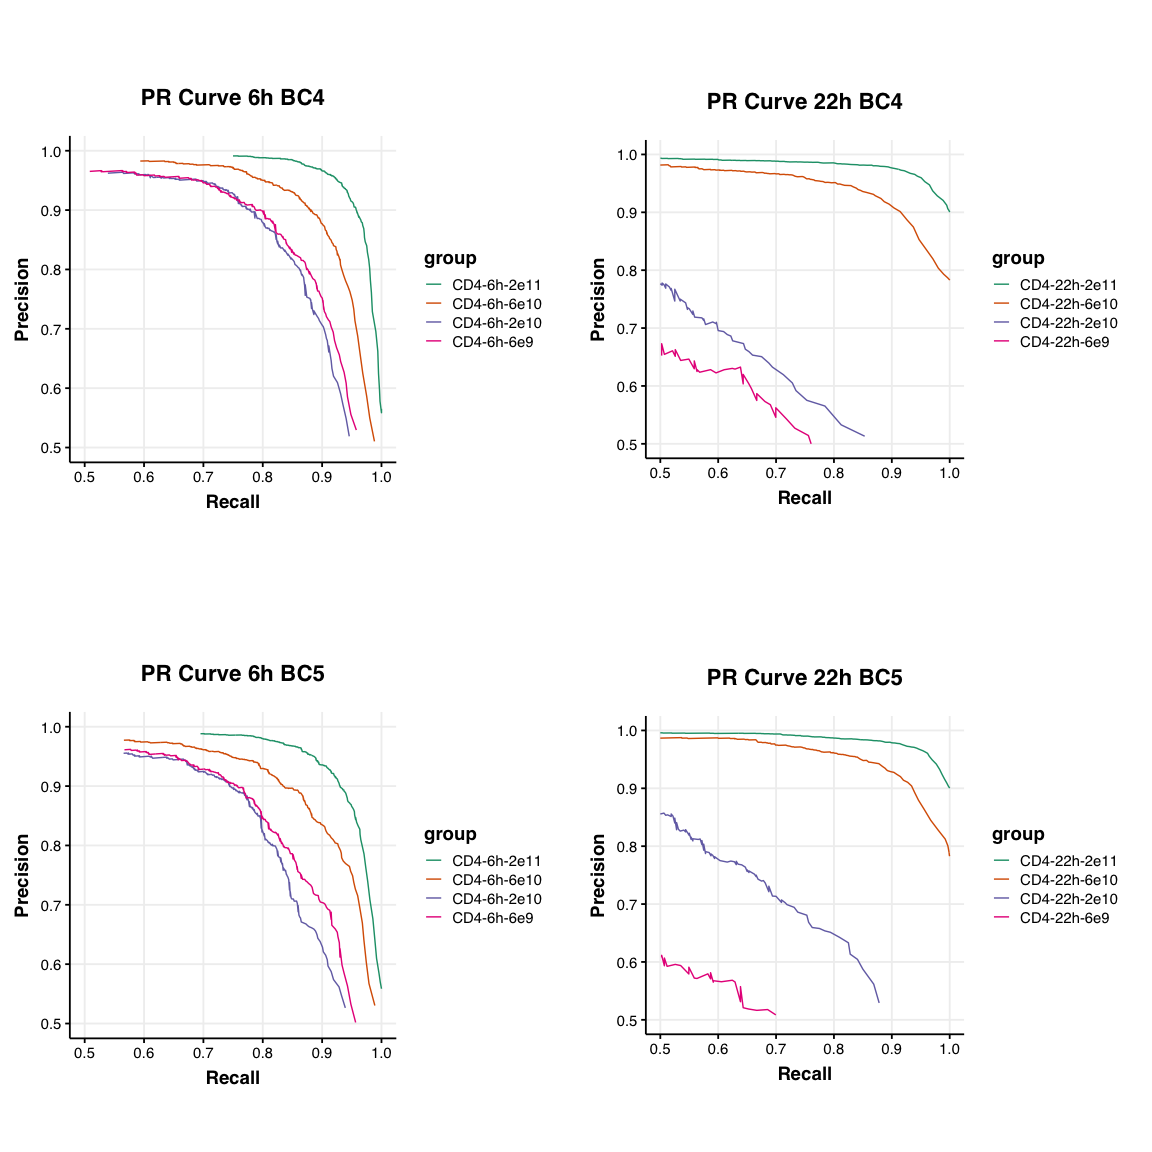 PR Curve 6h BC4
Precision
1.0
0.9
0.8
0.7
0.6
0.5
0.5 0.6 0.7 0.8 0.9 1.0
Recall
group
CD4-6h-2e11
CD4-6h-6e10
CD4-6h-2e10
CD4-6h-6e9
PR Curve 22h BC4
Precision
1.0
0.9
0.8
0.7
0.6
0.5
0.5 0.6 0.7 0.8 0.9 1.0
Recall
group
CD4-22h-2e11
CD4-22h-6e10
CD4-22h-2e10
CD4-22h-6e9
PR Curve 6h BC5
Precision
1.0
0.9
0.8
0.7
0.6
0.5
0.5 0.6 0.7 0.8 0.9 1.0
Recall
group
CD4-6h-2e11
CD4-6h-6e10
CD4-6h-2e10
CD4-6h-6e9
PR Curve 22h BC5
Precision
1.0
0.9
0.8
0.7
0.6
0.5
0.5 0.6 0.7 0.8 0.9 1.0
Recall
group
CD4-22h-2e11
CD4-22h-6e10
CD4-22h-2e10
CD4-22h-6e9